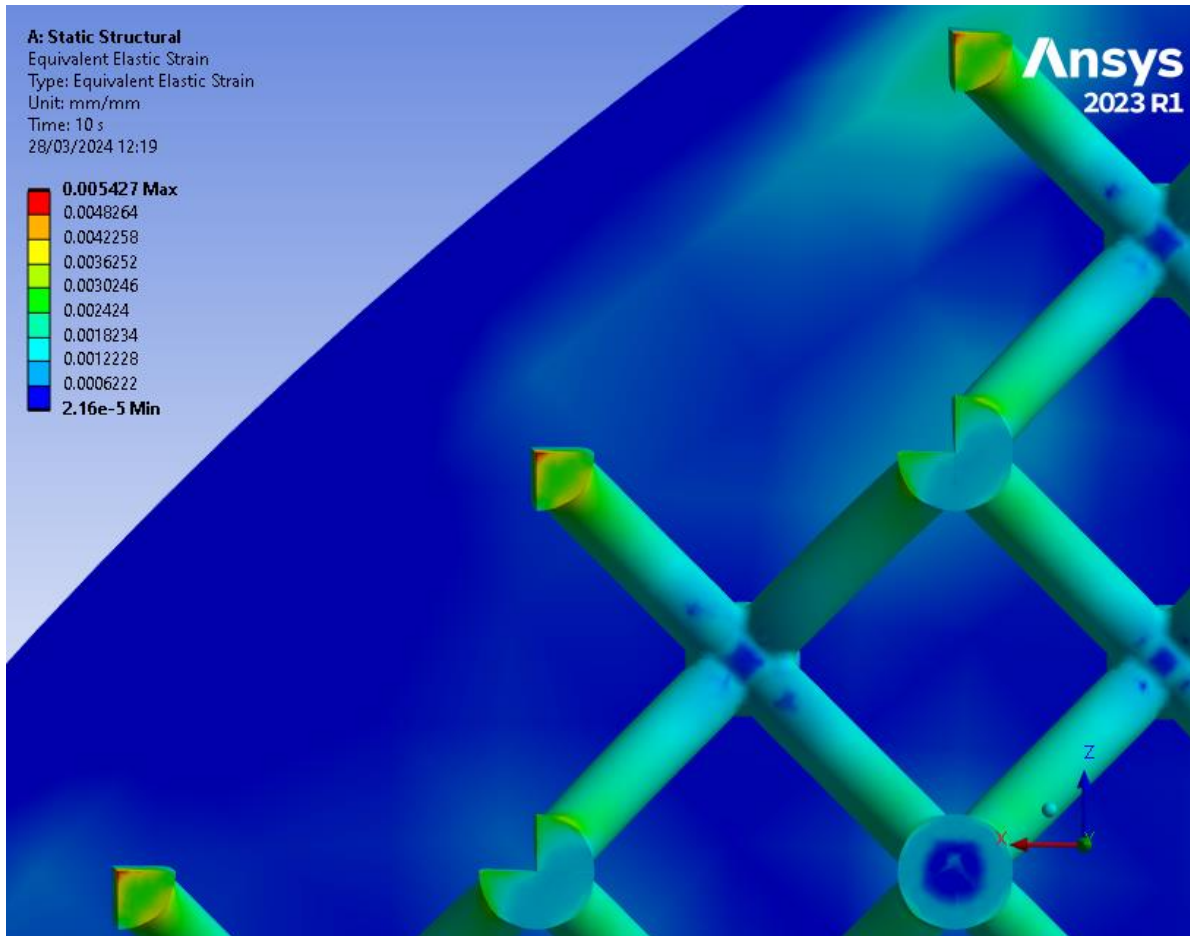 A: Static Structural
Equivalent Elastic Strain
Type: Equivalent Elastic Strain
Unit: mm/mm
Time: 10 s
28/03/2024 12:19
0.005427 Max
0.0048264
0.0042258
0.0036252
0.0030246
0.002424
0.0018234
0.0012228
0.0006222
2.16e-5 Min
Ansys
2023 R1
Z
X
Y